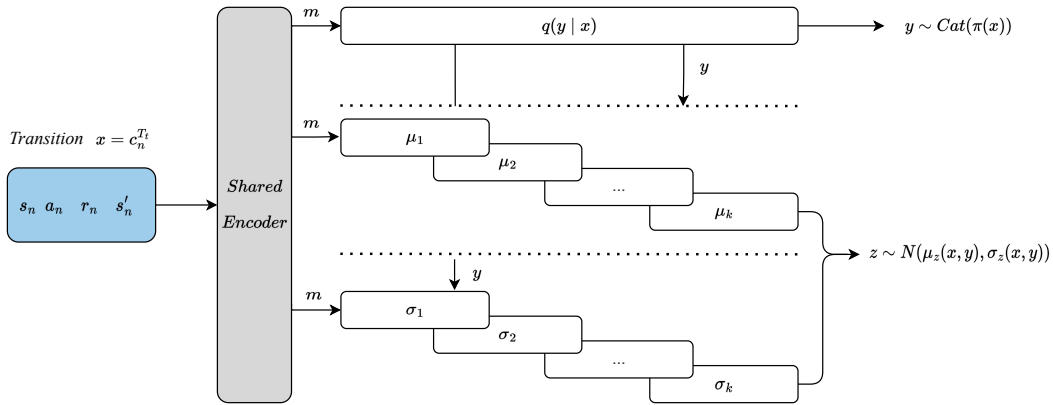 m
q(y | x)
y ∼ Cat(π(x))
y
Transition x = c_n^{T_t}
s_n a_n r_n s'_n
Shared
Encoder
m
μ_1
μ_2
...
μ_k
z ∼ N(μ_z(x, y), σ_z(x, y))
y
m
σ_1
σ_2
...
σ_k